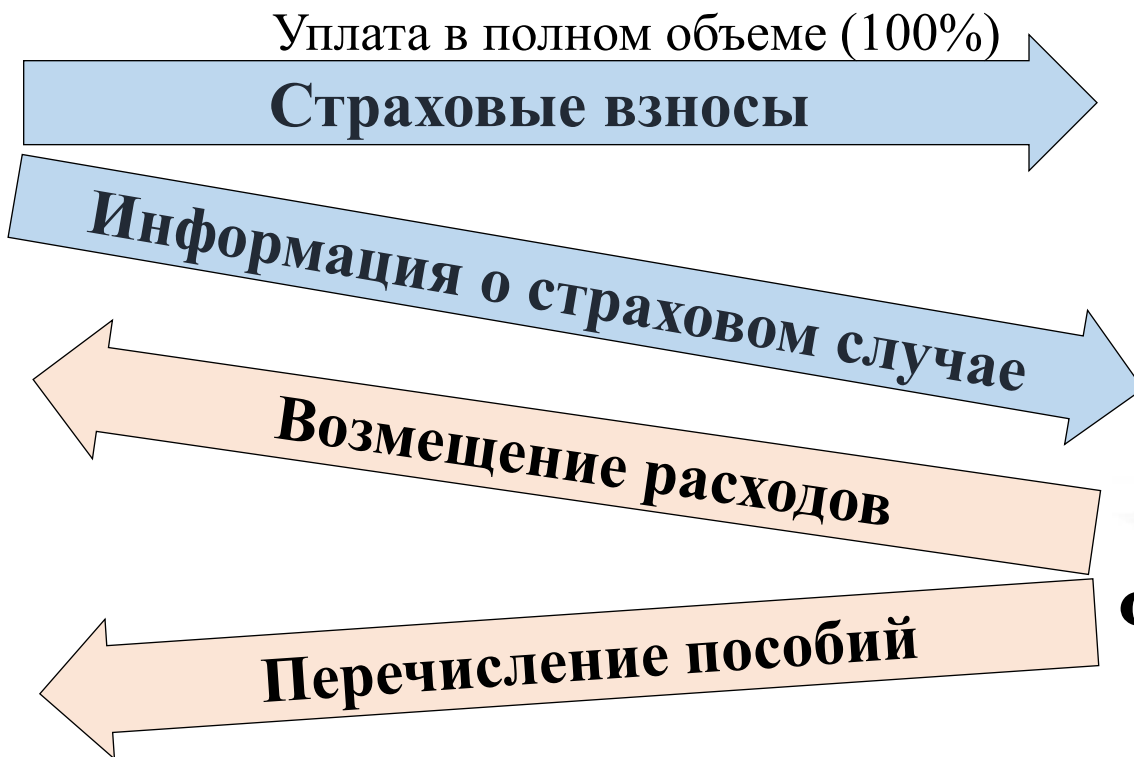 Уплата в полном объеме (100%)
Страховые взносы
Информация о страховом случае
Возмещение расходов
Перечисление пособий